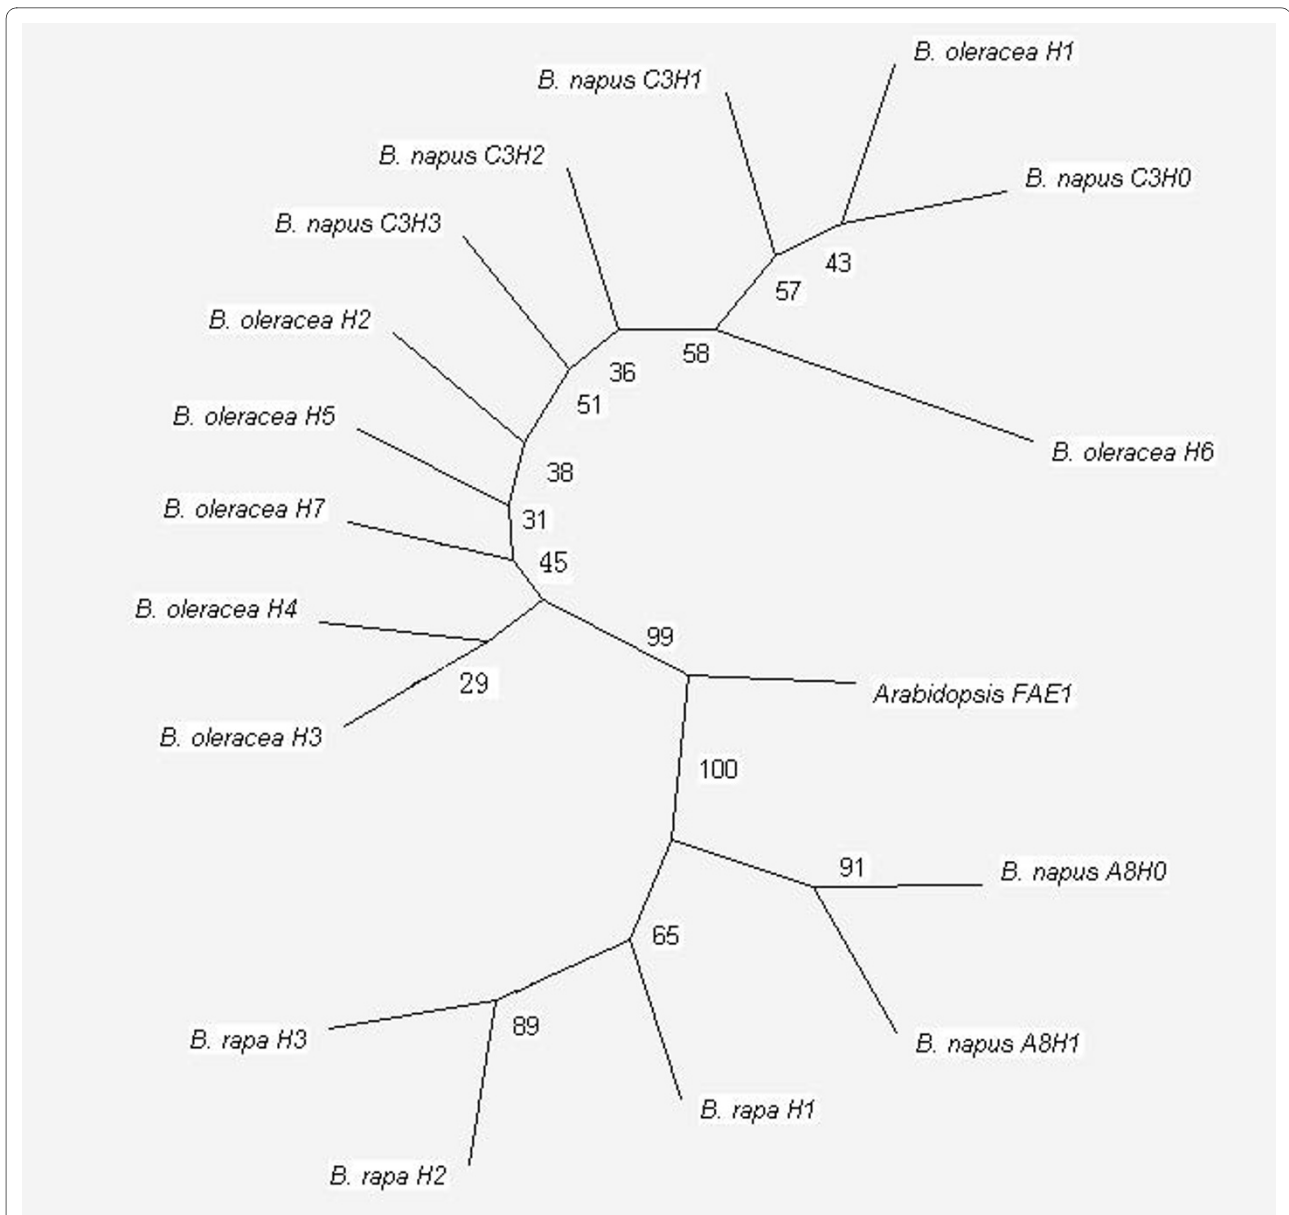 B. oleracea H1
B. napus C3H1
B. napus C3H2
B. napus C3H0
B. napus C3H3
43
57
B. oleracea H2
58
36
51
B. oleracea H5
B. oleracea H6
38
B. oleracea H7
31
45
B. oleracea H4
99
29
Arabidopsis FAE1
B. oleracea H3
100
91
B. napus A8H0
65
89
B. rapa H3
B. napus A8H1
B. rapa H1
B. rapa H2